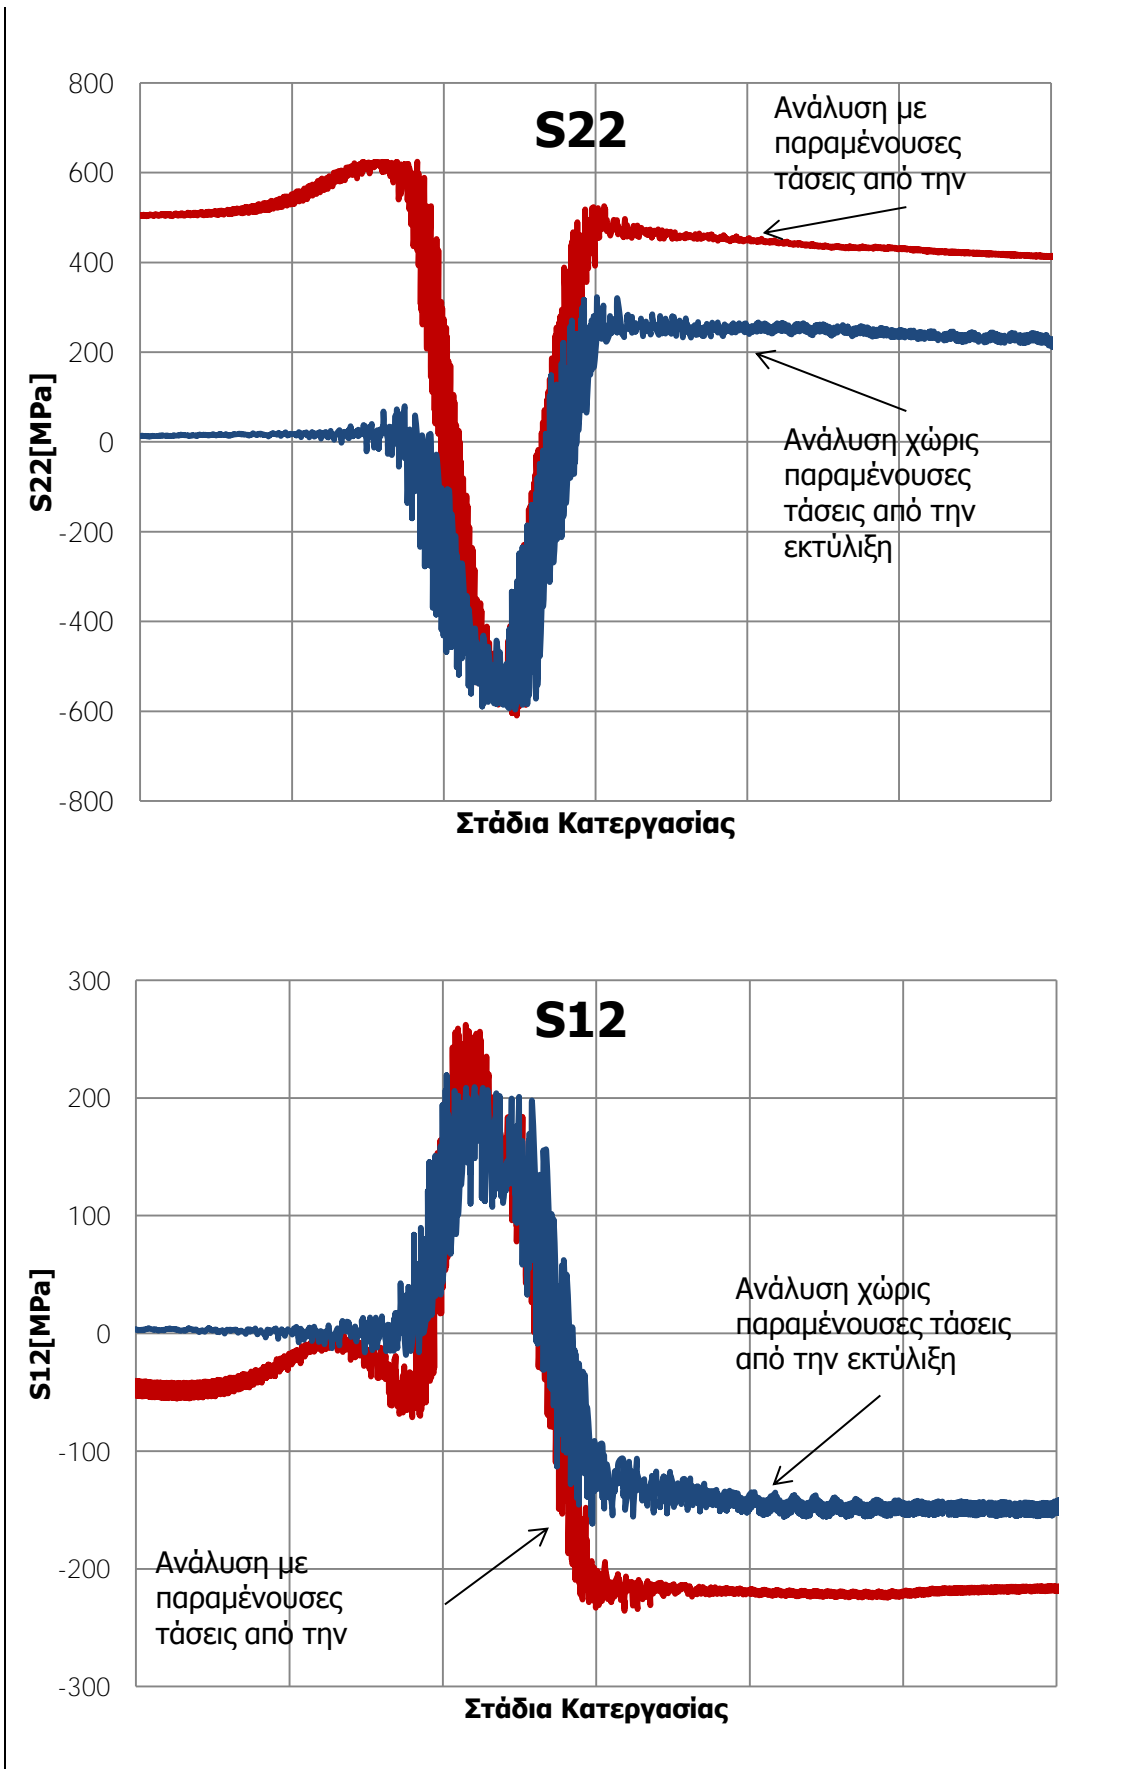 800
S22
Ανάλυση με
παραμένουσες
τάσεις από την
600
400
200
0
-200
-400
-600
-800
S22[MPa]
Ανάλυση χώρις
παραμένουσες
τάσεις από την
εκτύλιξη
Στάδια Κατεργασίας
300
S12
200
100
0
-100
-200
-300
S12[MPa]
Ανάλυση χώρις
παραμένουσες τάσεις
από την εκτύλιξη
Ανάλυση με
παραμένουσες
τάσεις από την
Στάδια Κατεργασίας